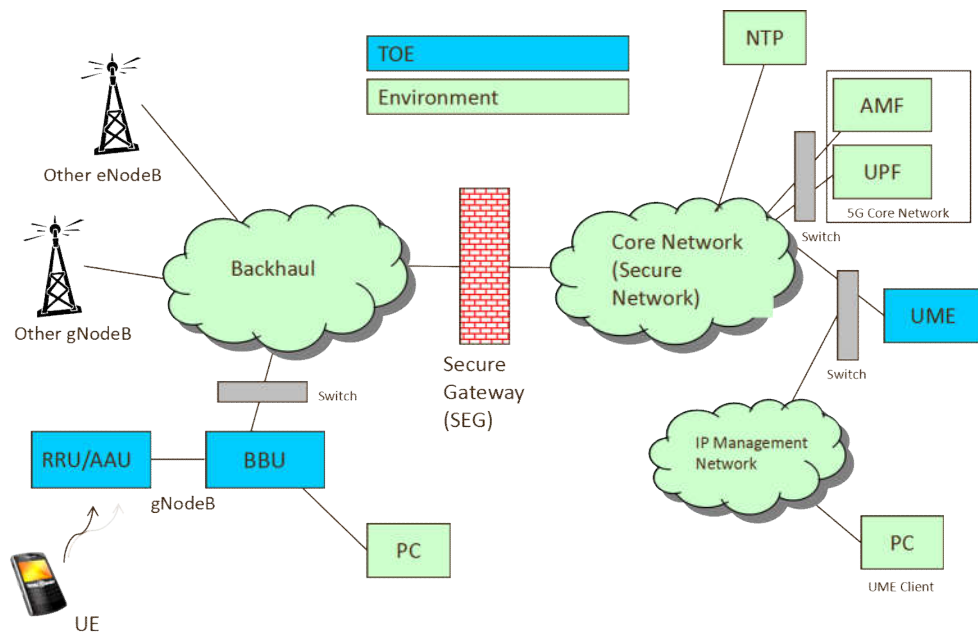 TOE
Environment
NTP
AMF
UPF
5G Core Network
Switch
Other eNodeB
Backhaul
Core Network
(Secure
Network)
Other gNodeB
UME
Secure
Gateway
(SEG)
Switch
Switch
RRU/AAU
BBU
gNodeB
IP Management
Network
PC
PC
UME Client
UE